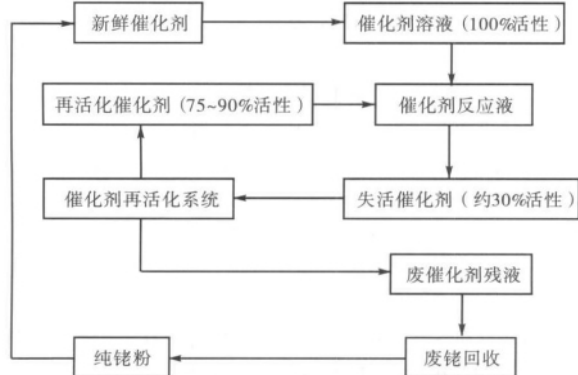 新鲜催化剂
催化剂溶液(100%活性)
再活化催化剂(75~90%活性)
催化剂反应液
催化剂再活化系统
失活催化剂(约30%活性)
废催化剂残液
纯铑粉
废铑回收